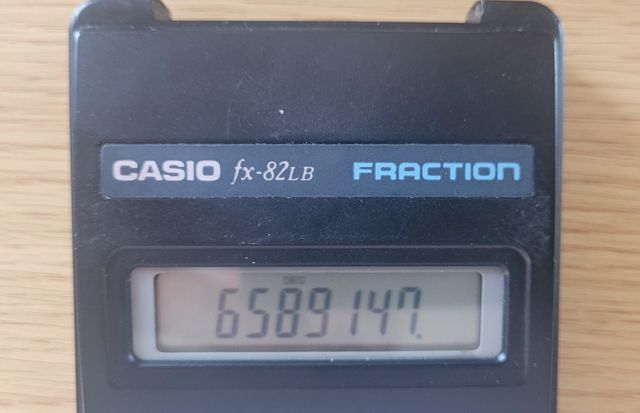 CASIO fx-82LB FRACTION
DEG
6589147.